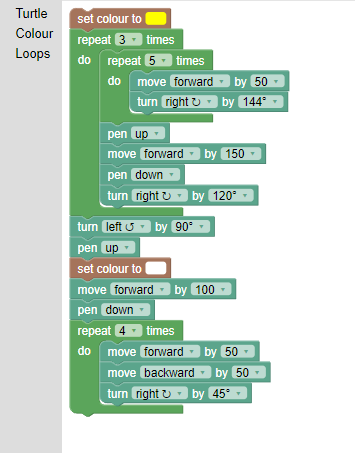 Turtle
Colour
Loops
set colour to
repeat 3 times
do repeat 5 times
do move forward by 50
turn right ↻ by 144°
pen up
move forward by 150
pen down
turn right ↻ by 120°
turn left ↺ by 90°
pen up
set colour to
move forward by 100
pen down
repeat 4 times
do move forward by 50
move backward by 50
turn right ↻ by 45°